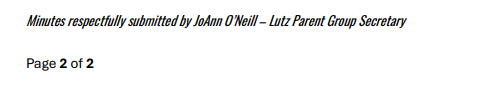 Minutes respectfully submitted by JoAnn O'Neill – Lutz Parent Group Secretary
Page 2 of 2